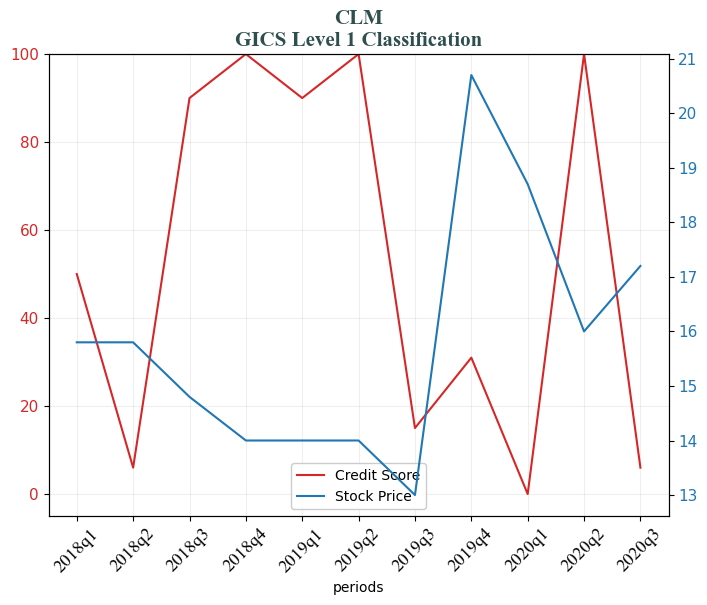 CLM
GICS Level 1 Classification
100
80
60
40
20
0
21
20
19
18
17
16
15
14
13
Credit Score
Stock Price
2018q1
2018q2
2018q3
2018q4
2019q1
2019q2
2019q3
2019q4
2020q1
2020q2
2020q3
periods